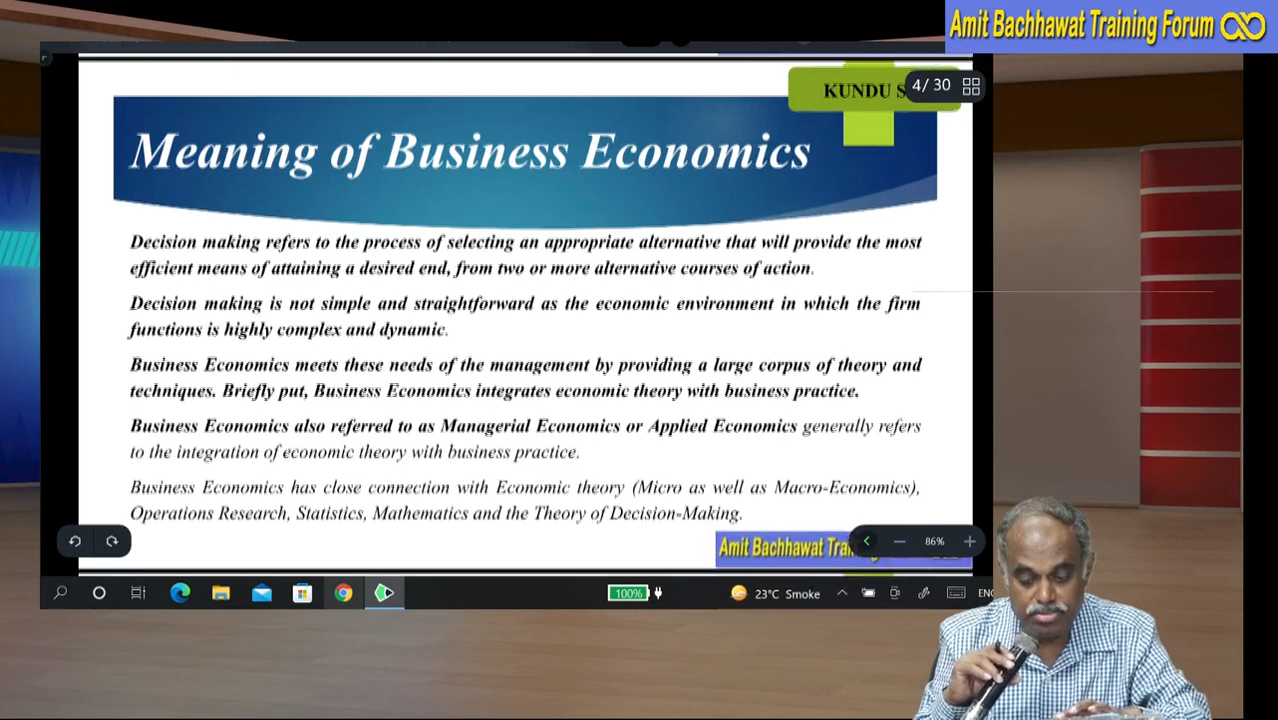 Amit Bachhawat Training Forum
KUNDU S
4/30
Meaning of Business Economics
Decision making refers to the process of selecting an appropriate alternative that will provide the most
efficient means of attaining a desired end, from two or more alternative courses of action.
Decision making is not simple and straightforward as the economic environment in which the firm
functions is highly complex and dynamic.
Business Economics meets these needs of the management by providing a large corpus of theory and
techniques. Briefly put, Business Economics integrates economic theory with business practice.
Business Economics also referred to as Managerial Economics or Applied Economics generally refers
to the integration of economic theory with business practice.
Business Economics has close connection with Economic theory (Micro as well as Macro-Economics),
Operations Research, Statistics, Mathematics and the Theory of Decision-Making.
Amit Bachhawat Tra
86%
100%
23°C Smoke
ENG